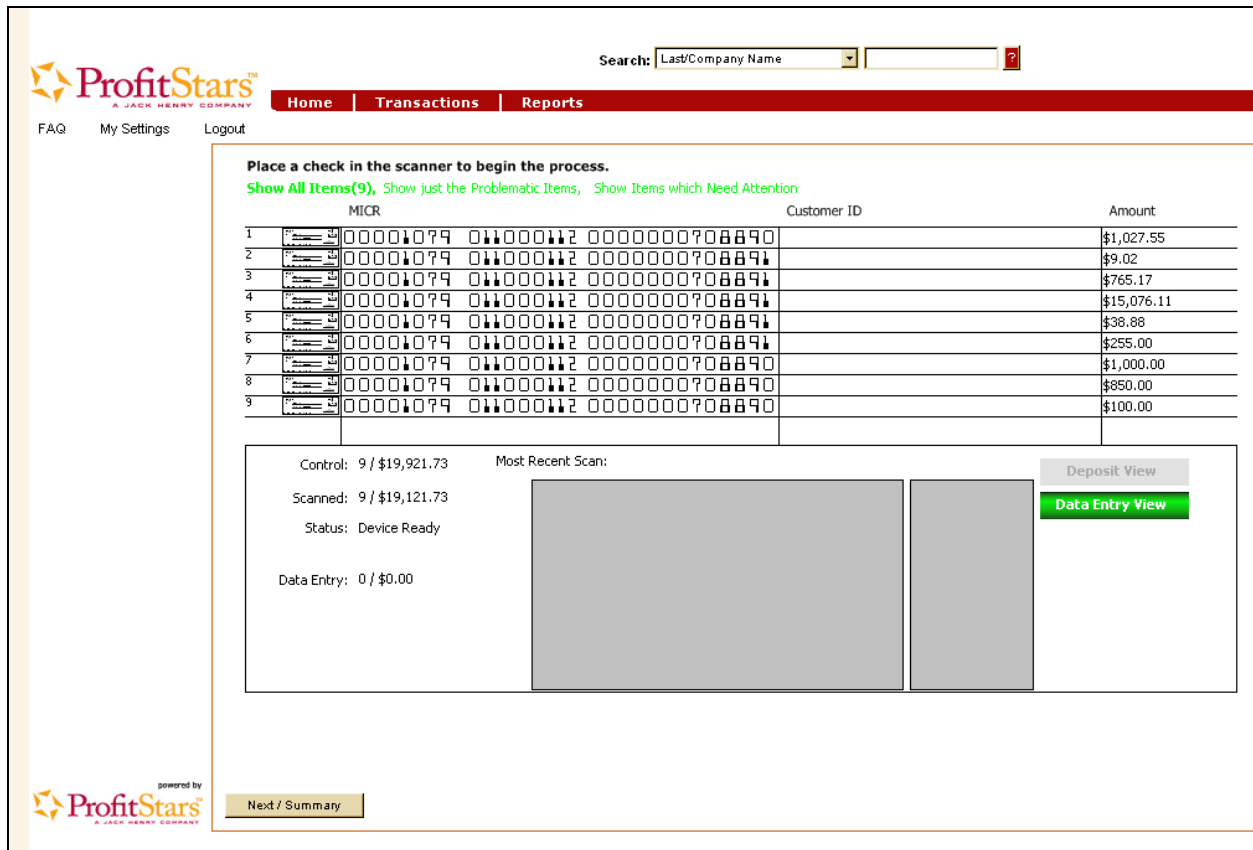 Search: Last/Company Name ?
ProfitStars™
A JACK HENRY COMPANY
Home | Transactions | Reports
FAQ My Settings Logout
Place a check in the scanner to begin the process.
Show All Items(9), Show just the Problematic Items, Show Items which Need Attention
MICR Customer ID Amount
1 00001079 011000112 0000000708890 $1,027.55
2 00001079 011000112 0000000708891 $9.02
3 00001079 011000112 0000000708891 $765.17
4 00001079 011000112 0000000708891 $15,076.11
5 00001079 011000112 0000000708891 $38.88
6 00001079 011000112 0000000708891 $255.00
7 00001079 011000112 0000000708890 $1,000.00
8 00001079 011000112 0000000708890 $850.00
9 00001079 011000112 0000000708890 $100.00
Control: 9 / $19,921.73 Most Recent Scan: Deposit View
Scanned: 9 / $19,121.73 Data Entry View
Status: Device Ready
Data Entry: 0 / $0.00
powered by
ProfitStars™
A JACK HENRY COMPANY
Next / Summary